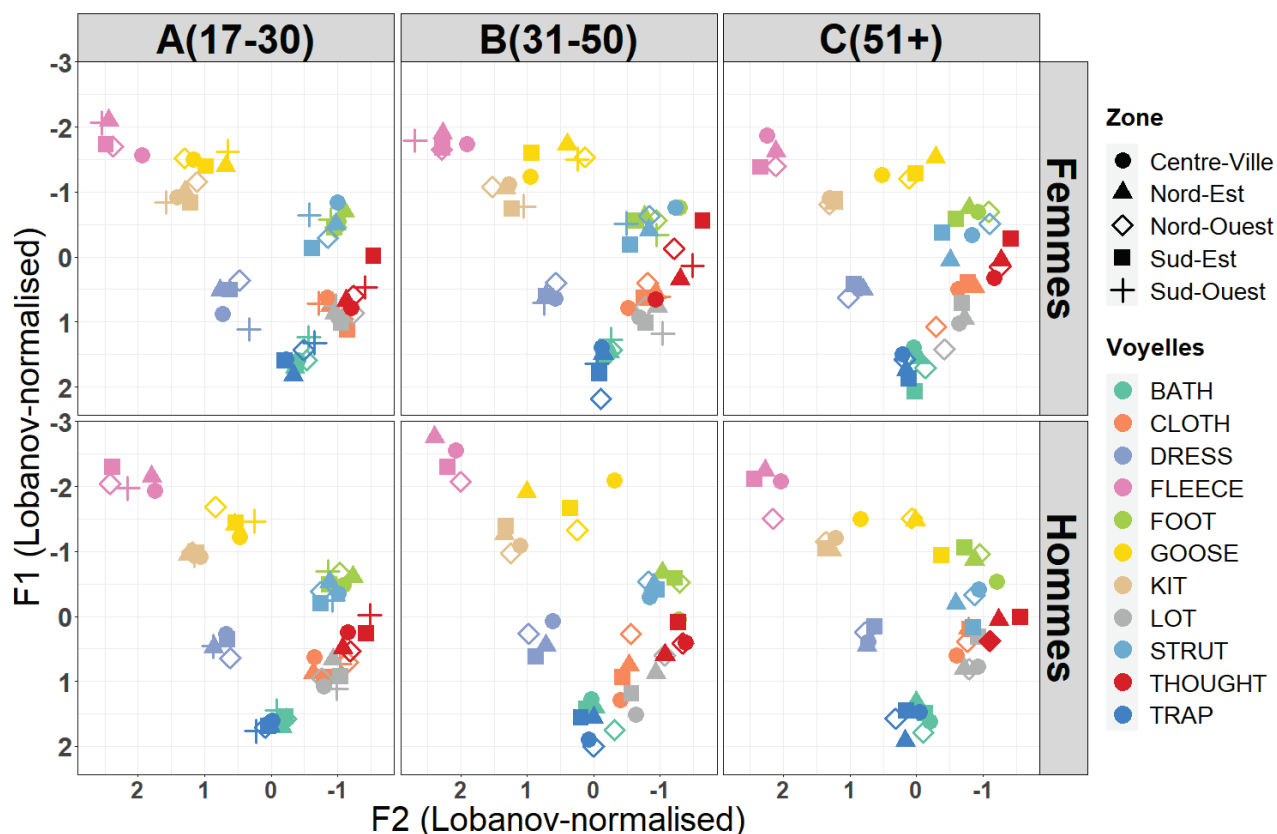 A(17-30) B(31-50) C(51+)
-3
-2
-1
0
1
2
Femmes
-3
-2
-1
0
1
2
Hommes
F1 (Lobanov-normalised)
2 1 0 -1 2 1 0 -1 2 1 0 -1
F2 (Lobanov-normalised)
Zone
Centre-Ville
Nord-Est
Nord-Ouest
Sud-Est
Sud-Ouest
Voyelles
BATH
CLOTH
DRESS
FLEECE
FOOT
GOOSE
KIT
LOT
STRUT
THOUGHT
TRAP